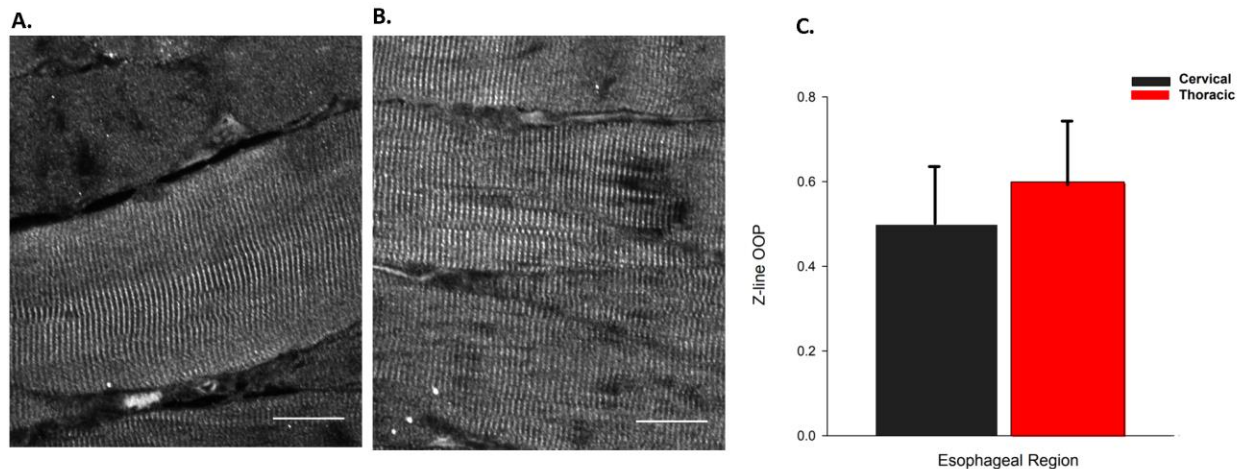 A.
B.
C.
Cervical
Thoracic
0.8
0.6
0.4
0.2
0.0
Z-line OOP
Esophageal Region